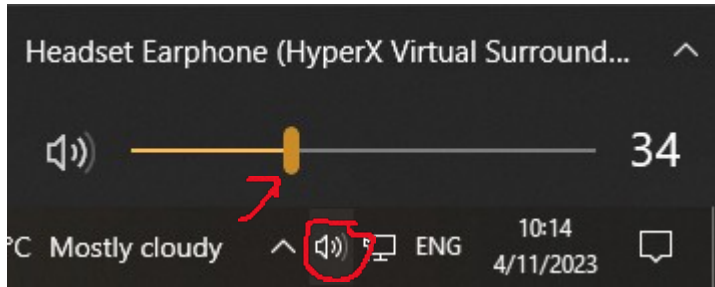 Headset Earphone (HyperX Virtual Surround...
34
°C Mostly cloudy ENG 10:14
4/11/2023